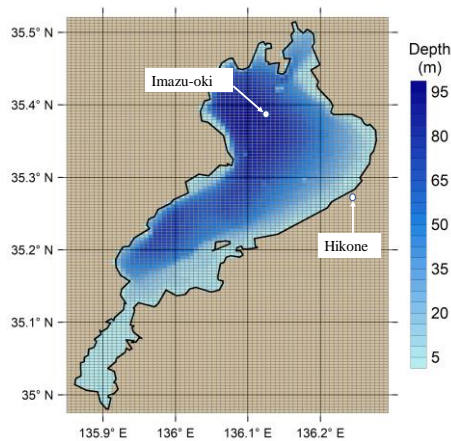 35.5° N
35.4° N
35.3° N
35.2° N
35.1° N
35° N
135.9° E
136° E
136.1° E
136.2° E
Imazu-oki
Hikone
Depth
(m)
95
80
65
50
35
20
5